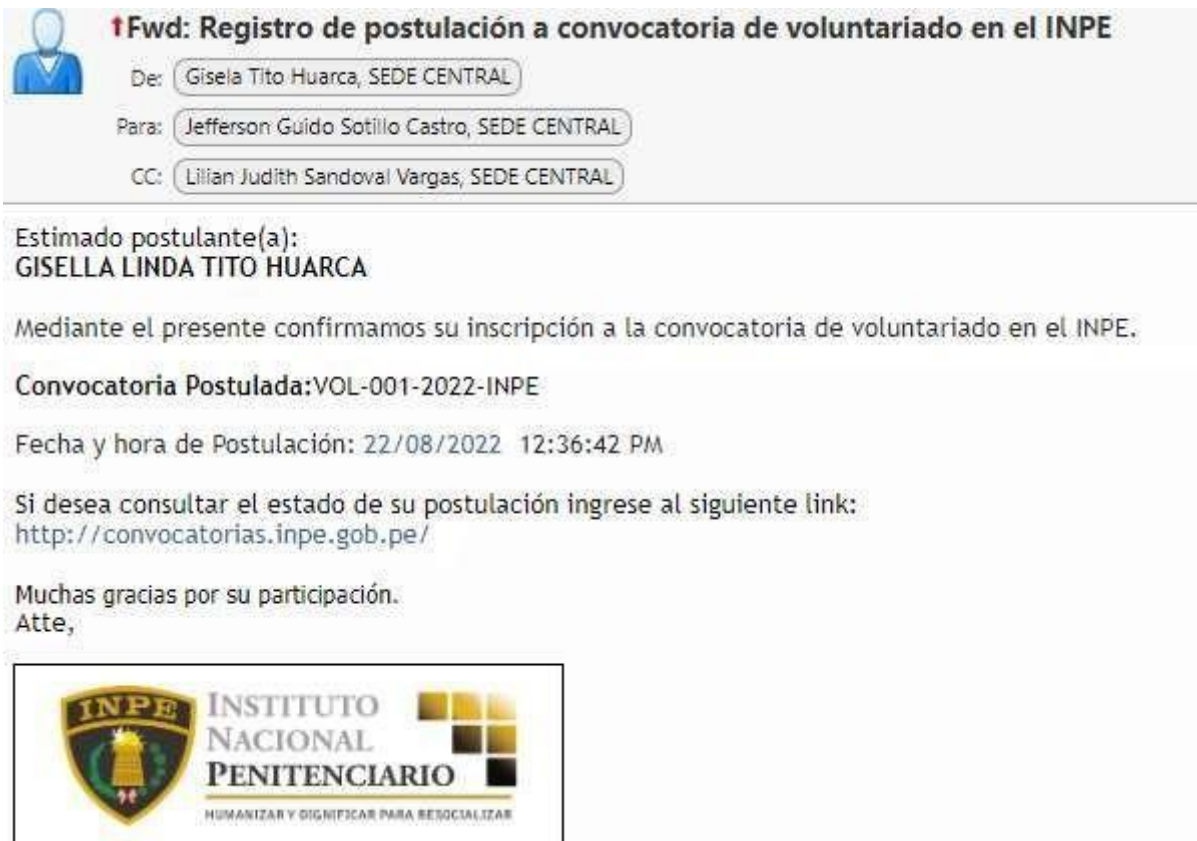 Fwd: Registro de postulación a convocatoria de voluntariado en el INPE
De: Gisela Tito Huarca, SEDE CENTRAL
Para: Jefferson Guido Sotillo Castro, SEDE CENTRAL
CC: Lilian Judith Sandoval Vargas, SEDE CENTRAL
Estimado postulante(a):
GISELLA LINDA TITO HUARCA
Mediante el presente confirmamos su inscripción a la convocatoria de voluntariado en el INPE.
Convocatoria Postulada:VOL-001-2022-INPE
Fecha y hora de Postulación: 22/08/2022 12:36:42 PM
Si desea consultar el estado de su postulación ingrese al siguiente link:
http://convocatorias.inpe.gob.pe/
Muchas gracias por su participación.
Atte,
INPE
INSTITUTO
NACIONAL
PENITENCIARIO
HUMANIZAR Y DIGNIFICAR PARA RESOCIALIZAR